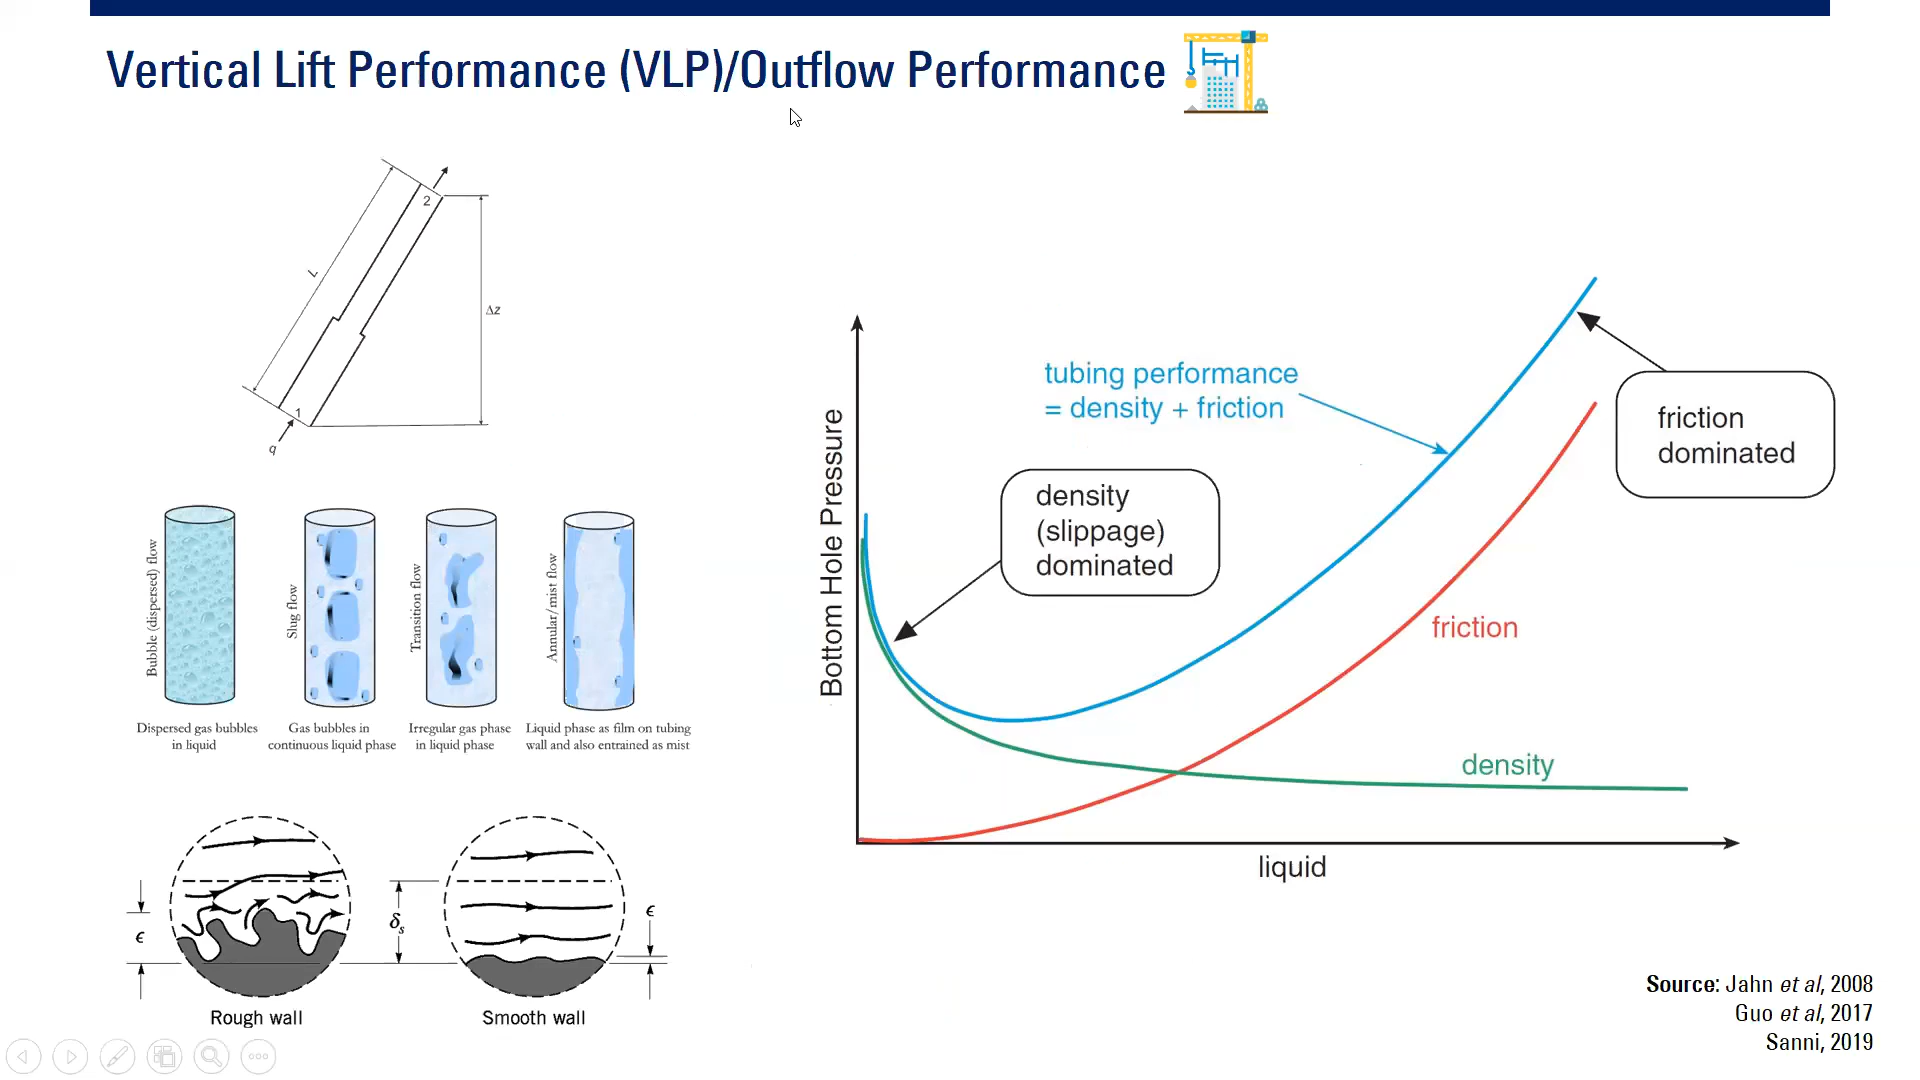 Vertical Lift Performance (VLP)/Outflow Performance
2
L
Δz
1
q
Bubble (dispersed) flow
Slug flow
Transition flow
Annular/mist flow
Dispersed gas bubbles
in liquid
Gas bubbles in
continuous liquid phase
Irregular gas phase
in liquid phase
Liquid phase as film on tubing
wall and also entrained as mist
ϵ
δs
ϵ
Rough wall
Smooth wall
Bottom Hole Pressure
tubing performance
= density + friction
density
(slippage)
dominated
friction
dominated
friction
density
liquid
Source: Jahn et al, 2008
Guo et al, 2017
Sanni, 2019